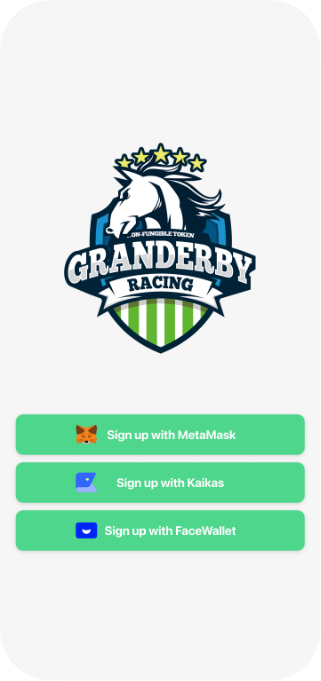 NON-FUNGIBLE TOKEN
GRANDERBY
RACING
Sign up with MetaMask
Sign up with Kaikas
Sign up with FaceWallet